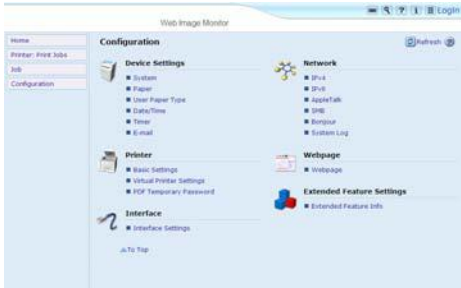 Login
Web Image Monitor
Home
Printer: Print Jobs
Job
Configuration
Configuration
Refresh
Device Settings
System
Paper
User Paper Type
Date/Time
Timer
E-mail
Network
IPv4
IPv6
AppleTalk
SMB
Bonjour
System Log
Printer
Basic Settings
Virtual Printer Settings
PDF Temporary Password
Webpage
Webpage
Interface
Interface Settings
Extended Feature Settings
Extended Feature Info
To Top